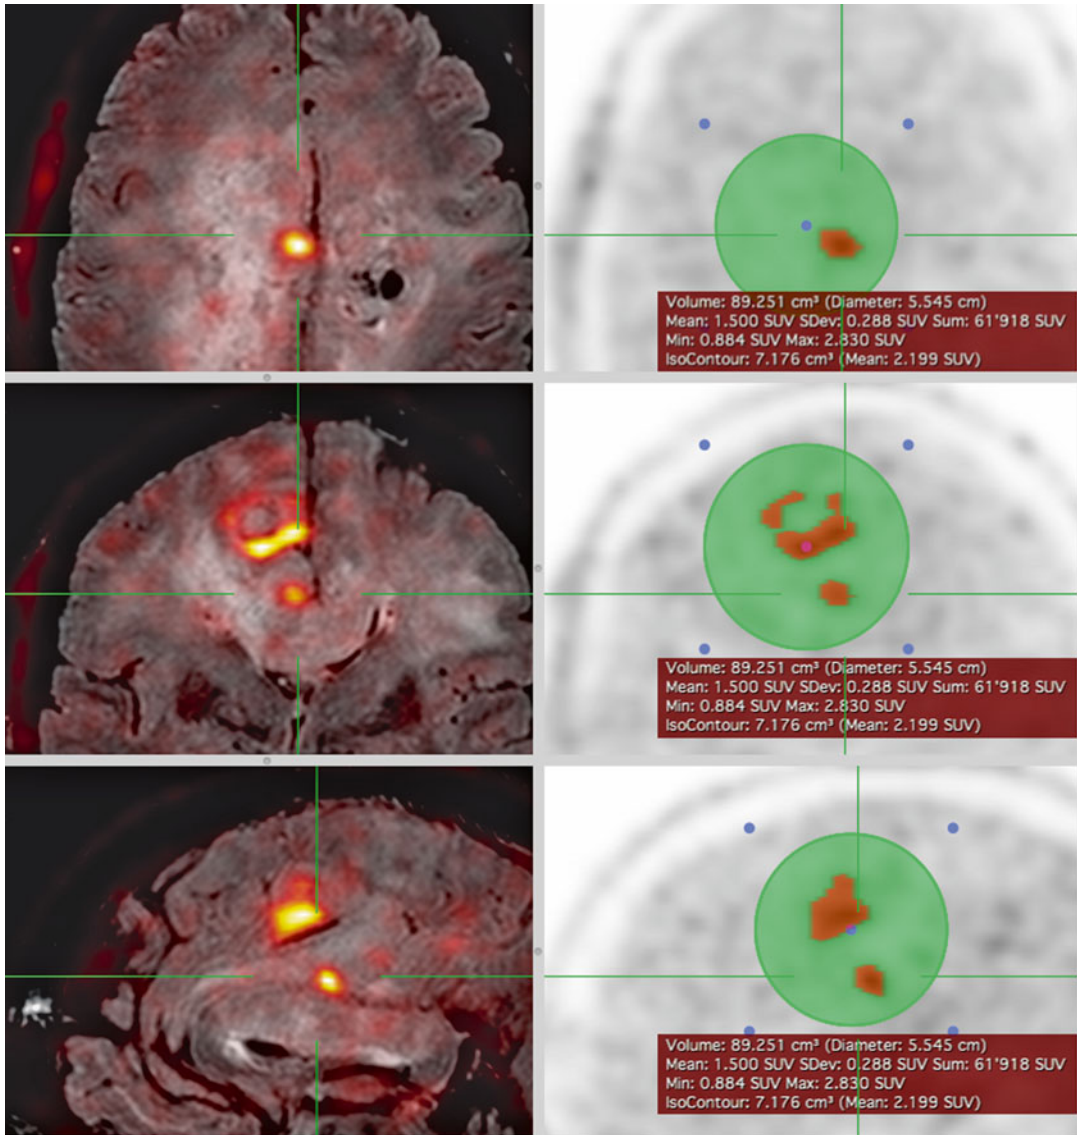 Volume: 89.251 cm³ (Diameter: 5.545 cm)
Mean: 1.500 SUV SDev: 0.288 SUV Sum: 61'918 SUV
Min: 0.884 SUV Max: 2.830 SUV
IsoContour: 7.176 cm³ (Mean: 2.199 SUV)
Volume: 89.251 cm³ (Diameter: 5.545 cm)
Mean: 1.500 SUV SDev: 0.288 SUV Sum: 61'918 SUV
Min: 0.884 SUV Max: 2.830 SUV
IsoContour: 7.176 cm³ (Mean: 2.199 SUV)
Volume: 89.251 cm³ (Diameter: 5.545 cm)
Mean: 1.500 SUV SDev: 0.288 SUV Sum: 61'918 SUV
Min: 0.884 SUV Max: 2.830 SUV
IsoContour: 7.176 cm³ (Mean: 2.199 SUV)